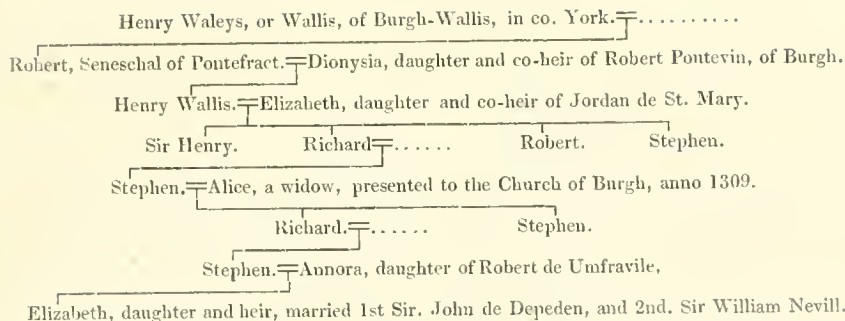 Henry Waleys, or Wallis, of Burgh-Wallis, in co. York.=..........
Robert, Seneschal of Pontefract.=Dionysia, daughter and co-heir of Robert Pontevin, of Burgh.
Henry Wallis.=Elizabeth, daughter and co-heir of Jordan de St. Mary.
Sir Henry. Richard=...... Robert. Stephen.
Stephen.=Alice, a widow, presented to the Church of Burgh, anno 1309.
Richard.=...... Stephen.
Stephen.=Annora, daughter of Robert de Umfravile,
Elizabeth, daughter and heir, married 1st Sir. John de Depeden, and 2nd. Sir William Nevill.